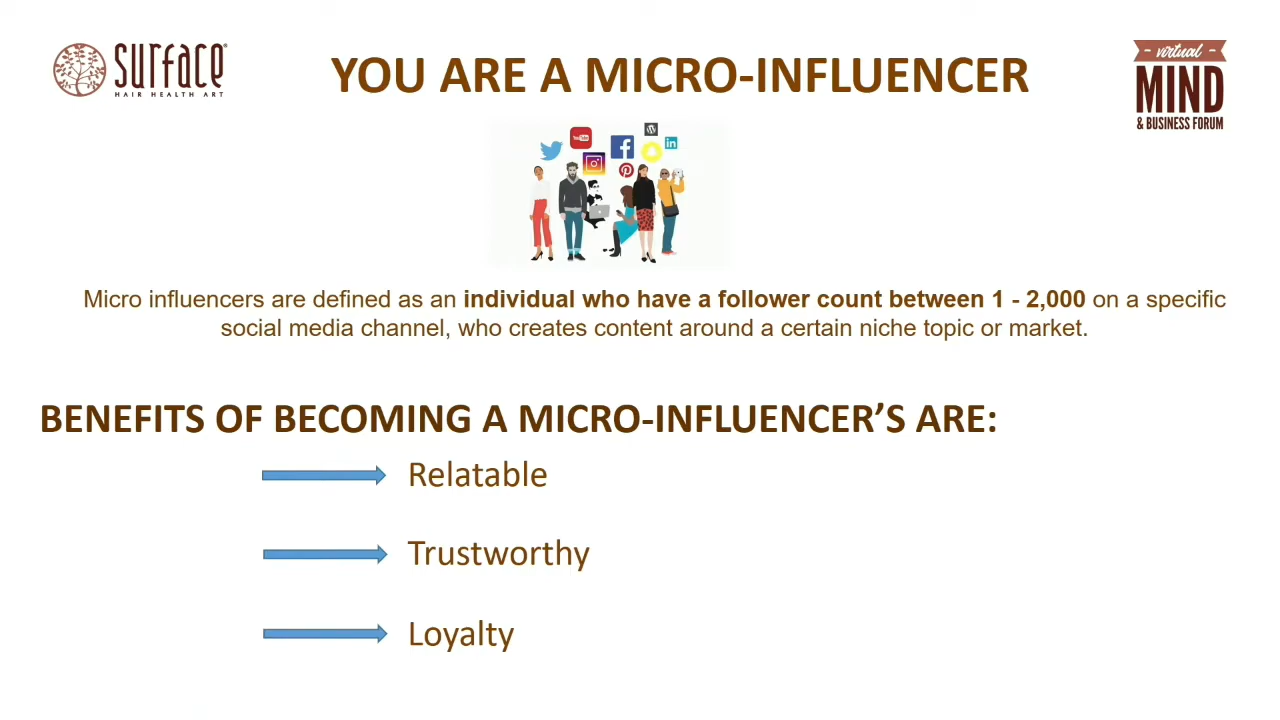 surface®
HAIR HEALTH ART
YOU ARE A MICRO-INFLUENCER
virtual
MIND
& BUSINESS FORUM
Micro influencers are defined as an individual who have a follower count between 1 - 2,000 on a specific
social media channel, who creates content around a certain niche topic or market.
BENEFITS OF BECOMING A MICRO-INFLUENCER’S ARE:
Relatable
Trustworthy
Loyalty